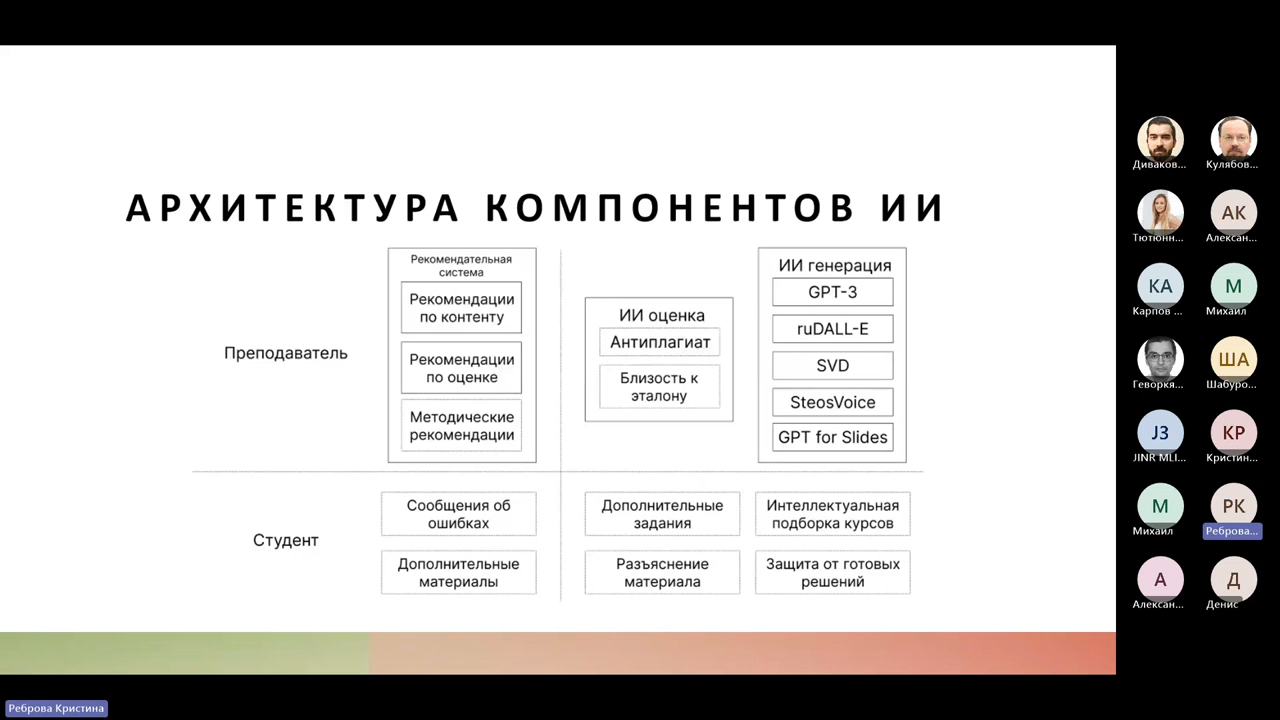 АРХИТЕКТУРА КОМПОНЕНТОВ ИИ
Преподаватель
Рекомендательная
система
Рекомендации
по контенту
Рекомендации
по оценке
Методические
рекомендации
ИИ оценка
Антиплагиат
Близость к
эталону
ИИ генерация
GPT-3
ruDALL-E
SVD
SteosVoice
GPT for Slides
Студент
Сообщения об
ошибках
Дополнительные
задания
Интеллектуальная
подборка курсов
Дополнительные
материалы
Разъяснение
материала
Защита от готовых
решений
Диваков...
Кулябов...
Тютюнн...
АК
Алексан...
КА
Карпов ...
М
Михаил
Геворкя...
ША
Шабуро...
JЗ
JINR MLI...
КР
Кристин...
М
Михаил
РК
Реброва...
А
Алексан...
Д
Денис
Реброва Кристина